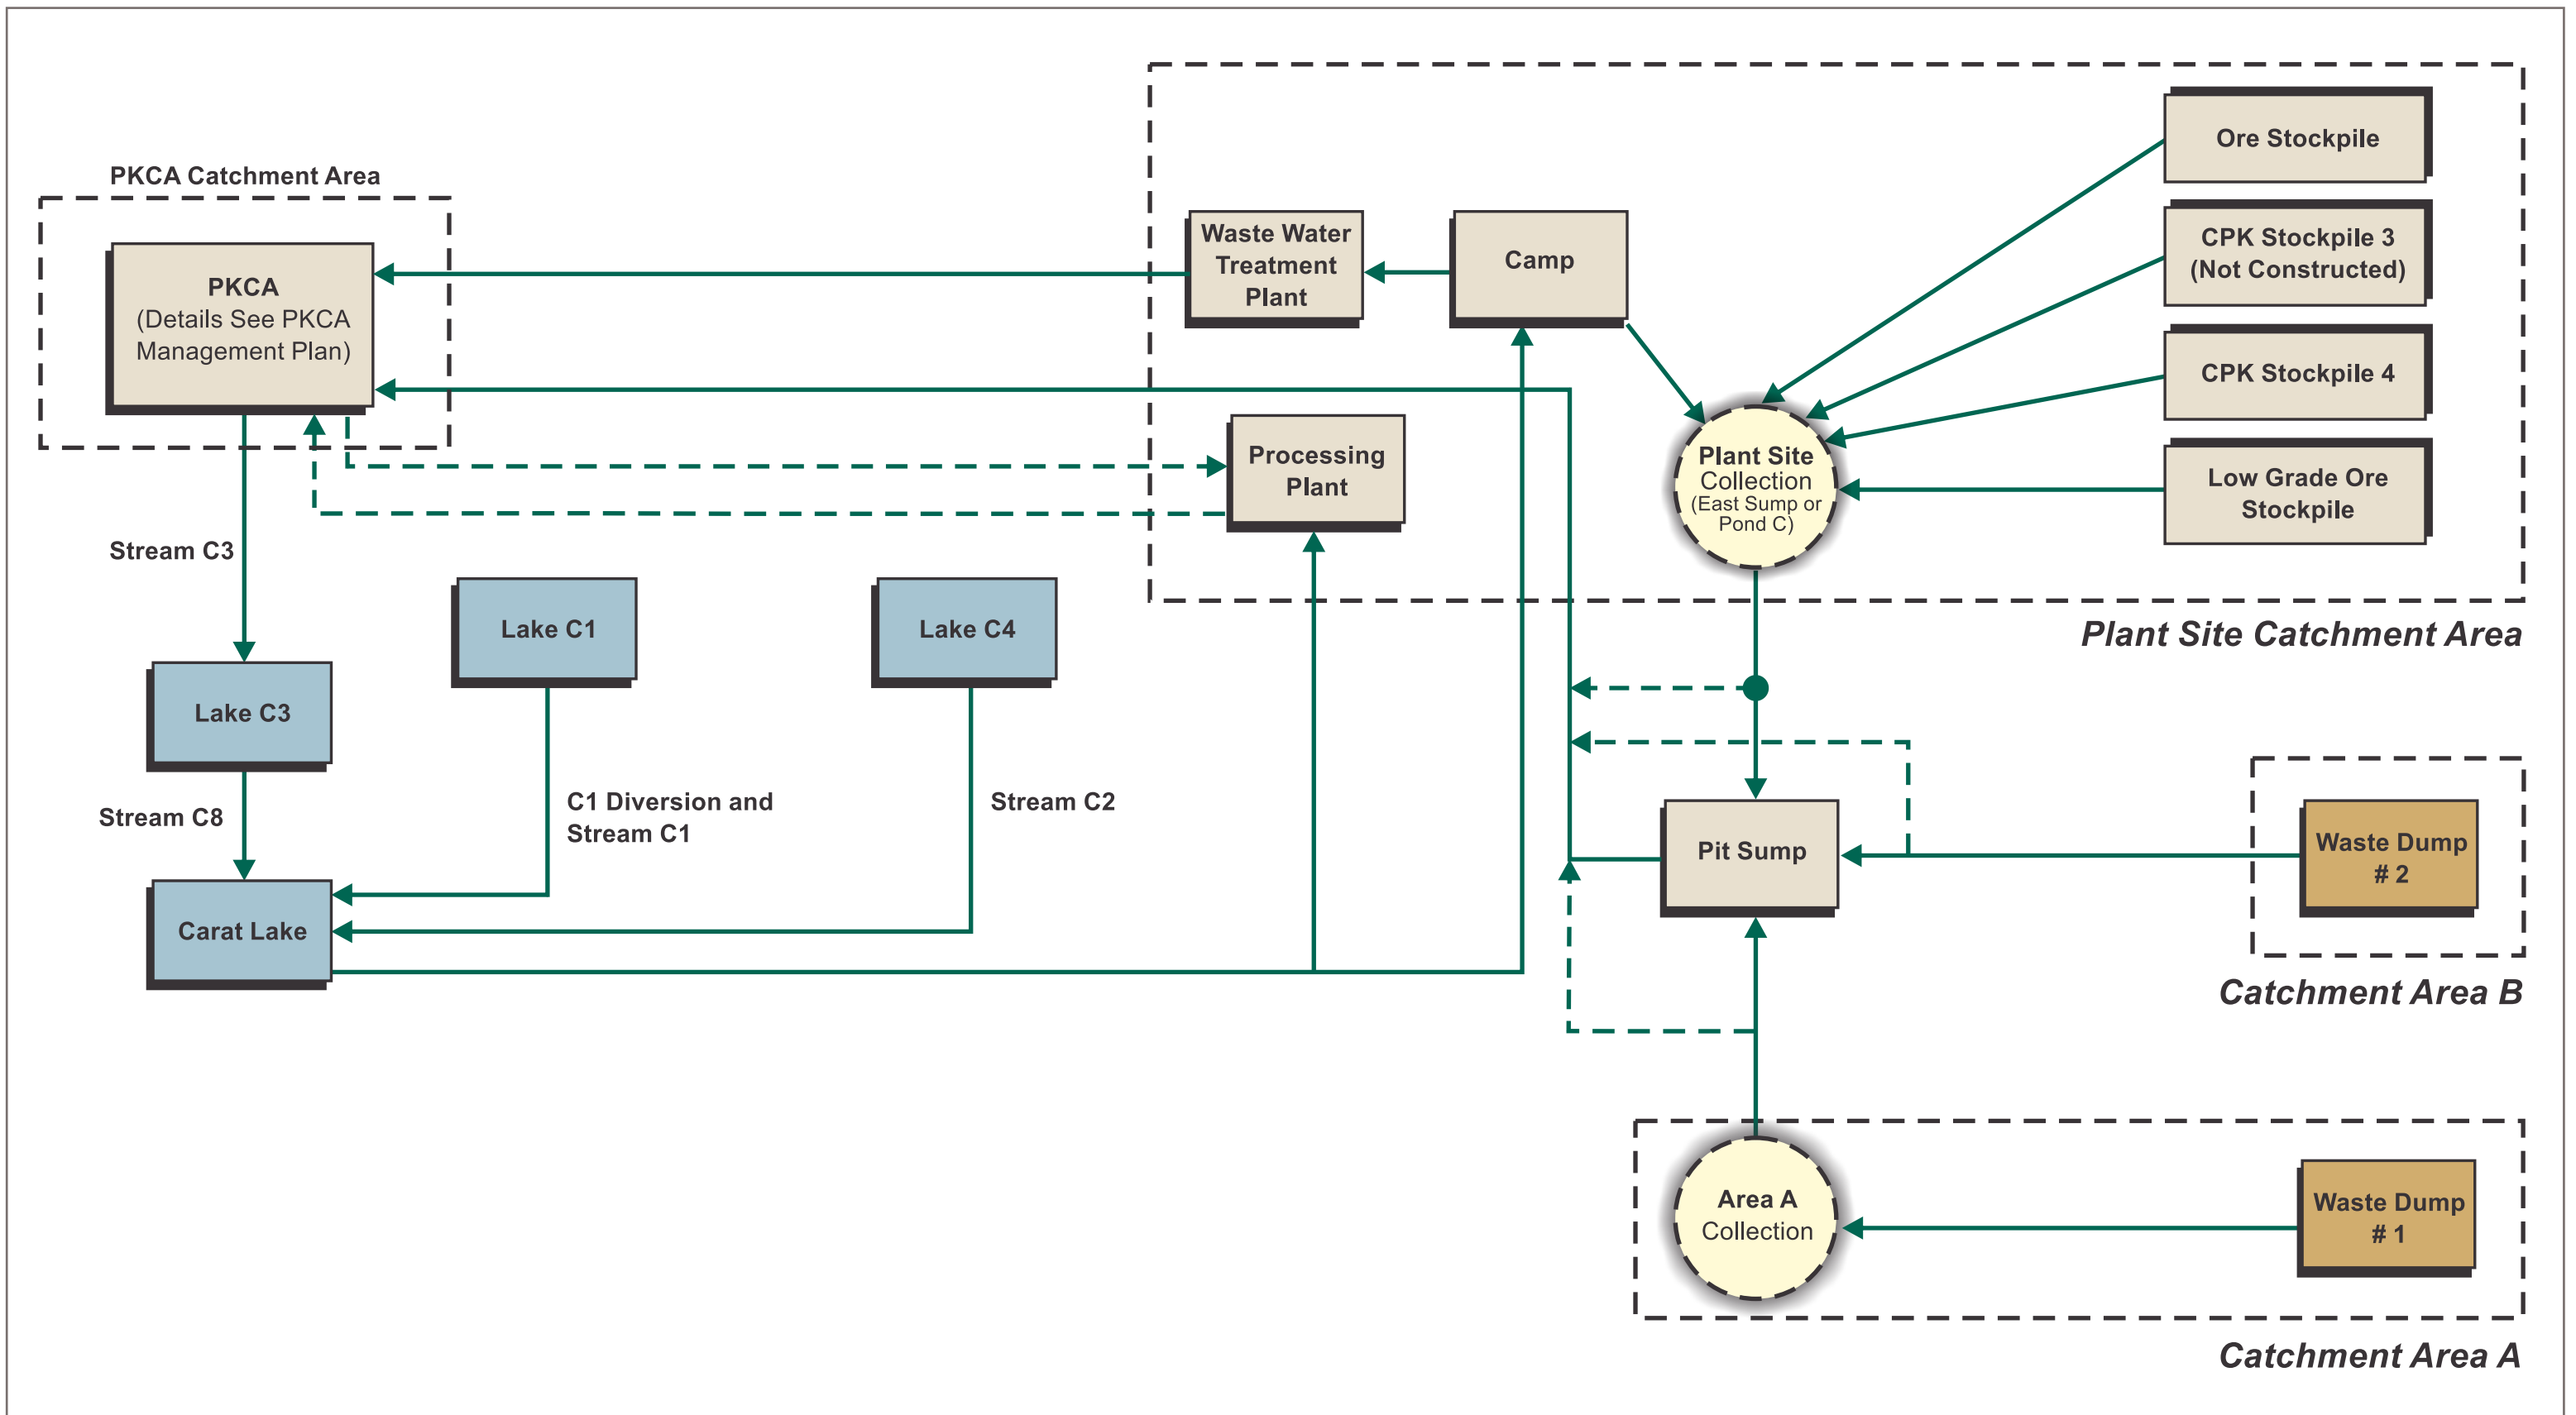 PKCA Catchment Area
PKCA
(Details See PKCA
Management Plan)
Waste Water
Treatment
Plant
Camp
Ore Stockpile
CPK Stockpile 3
(Not Constructed)
CPK Stockpile 4
Low Grade Ore
Stockpile
Processing
Plant
Plant Site
Collection
(East Sump or
Pond C)
Plant Site Catchment Area
Stream C3
Lake C1
Lake C4
Lake C3
Stream C8
C1 Diversion and
Stream C1
Stream C2
Carat Lake
Pit Sump
Waste Dump
# 2
Catchment Area B
Area A
Collection
Waste Dump
# 1
Catchment Area A